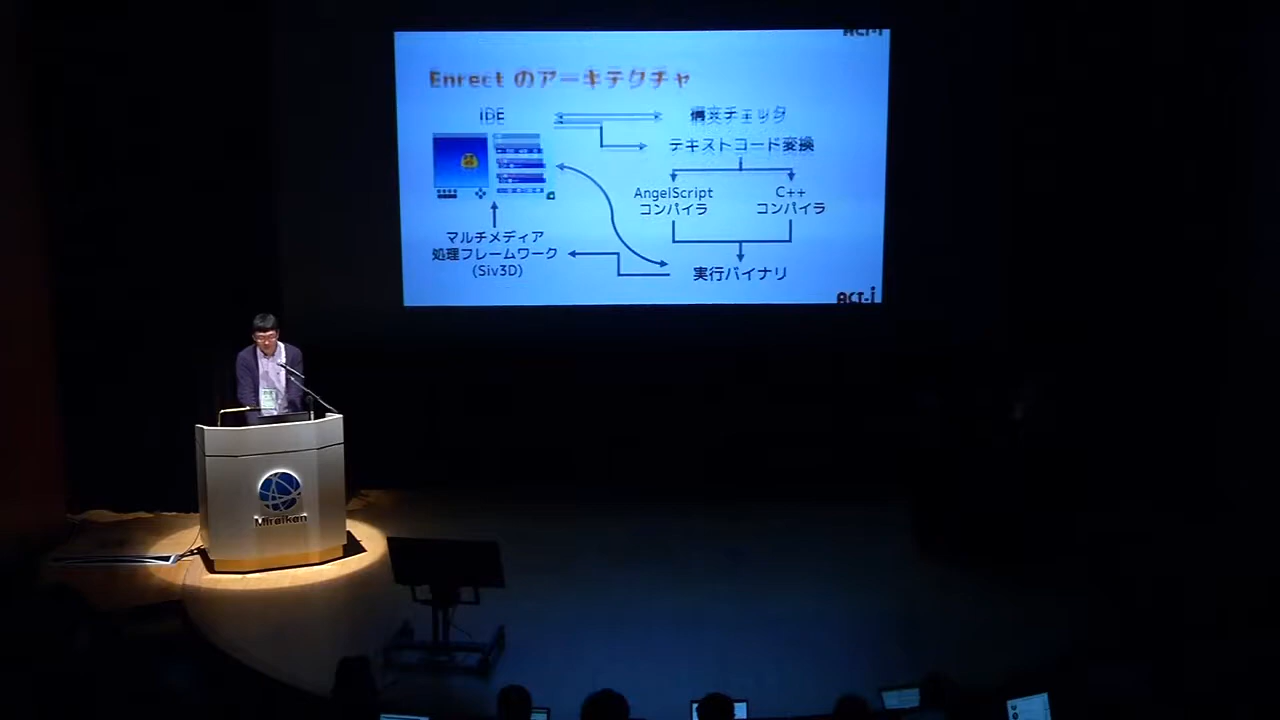 ACT-i
Enrect のアーキテクチャ
IDE
構文チェッカ
テキストコード変換
AngelScript
コンパイラ
C++
コンパイラ
マルチメディア
処理フレームワーク
(Siv3D)
実行バイナリ
ACT-i
Miraikan